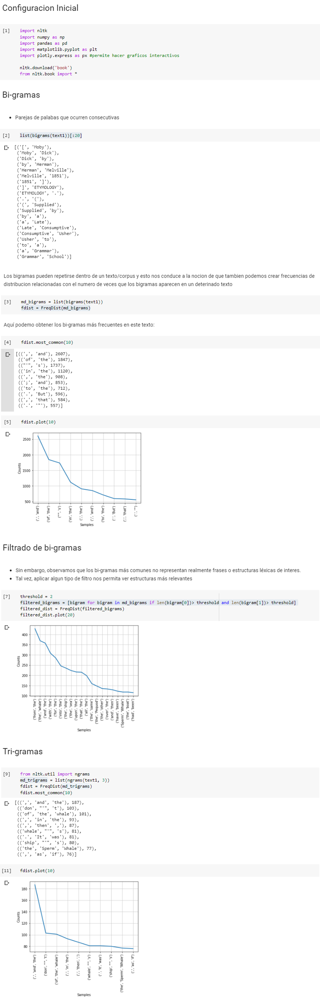 Configuracion Inicial
[1] import nltk
import numpy as np
import pandas as pd
import matplotlib.pyplot as plt
import plotly.express as px #permite hacer graficos interactivos
nltk.download('book')
from nltk.book import *
Bi-gramas
• Parejas de palabas que ocurren consecutivas
[2] list(bigrams(text1))[:20]
[('[', 'Moby'),
('Moby', 'Dick'),
('Dick', 'by'),
('by', 'Herman'),
('Herman', 'Melville'),
('Melville', '1851'),
('1851', ']'),
(']', 'ETYMOLOGY'),
('ETYMOLOGY', '.'),
('.', '('),
('(', 'Supplied'),
('Supplied', 'by'),
('by', 'a'),
('a', 'Late'),
('Late', 'Consumptive'),
('Consumptive', 'Usher'),
('Usher', 'to'),
('to', 'a'),
('a', 'Grammar'),
('Grammar', 'School')]
Los bigramas pueden repetirse dentro de un texto/corpus y esto nos conduce a la nocion de que tambien podemos crear frecuencias de
distribucion relacionadas con el numero de veces que los bigramas aparecen en un deterinado texto
[3] md_bigrams = list(bigrams(text1))
fdist = FreqDist(md_bigrams)
Aquí podemo obtener los bi-gramas más frecuentes en este texto:
[4] fdist.most_common(10)
[((',', 'and'), 2607),
(('of', 'the'), 1847),
(("'", 's'), 1737),
(('in', 'the'), 1120),
((',', 'the'), 908),
((';', 'and'), 853),
(('to', 'the'), 712),
(('.', 'But'), 596),
((',', 'that'), 584),
(('.', '"'), 557)]
[5] fdist.plot(10)
2500
2000
1500
1000
500
Counts
(',', 'and')
('of', 'the')
("'", 's')
('in', 'the')
(',', 'the')
(';', 'and')
('to', 'the')
('.', 'But')
(',', 'that')
('.', '"')
Samples
Filtrado de bi-gramas
• Sin embargo, observamos que los bi-gramas más comunes no representan realmente frases o estructuras léxicas de interes.
• Tal vez, aplicar algun tipo de filtro nos permita ver estructuras más relevantes
[7] threshold = 2
filtered_bigrams = [bigram for bigram in md_bigrams if len(bigram[0])> threshold and len(bigram[1])> threshold]
filtered_dist = FreqDist(filtered_bigrams)
filtered_dist.plot(20)
400
350
300
250
200
150
100
Counts
('from', 'the')
('the', 'whale')
('and', 'the')
('with', 'the')
('for', 'the')
('into', 'the')
('the', 'ship')
('the', 'sea')
('upon', 'the')
('that', 'the')
('all', 'the')
('the', 'same')
('the', 'Pequod')
('the', 'other')
('over', 'the')
('and', 'then')
('have', 'been')
('Sperm', 'Whale')
('the', 'boat')
('had', 'been')
Samples
Tri-gramas
[9] from nltk.util import ngrams
md_trigrams = list(ngrams(text1, 3))
fdist = FreqDist(md_trigrams)
fdist.most_common(10)
[((',', 'and', 'the'), 187),
(('don', "'", 't'), 103),
(('of', 'the', 'whale'), 101),
((',', 'in', 'the'), 93),
((',', 'then', ','), 87),
(('whale', "'", 's'), 81),
(('.', 'It', 'was'), 81),
(('ship', "'", 's'), 80),
(('the', 'Sperm', 'Whale'), 77),
((',', 'as', 'if'), 76)]
[11] fdist.plot(10)
180
160
140
120
100
80
Counts
(',', 'and', 'the')
('don', "'", 't')
('of', 'the', 'whale')
(',', 'in', 'the')
(',', 'then', ',')
('whale', "'", 's')
('.', 'It', 'was')
('ship', "'", 's')
('the', 'Sperm', 'Whale')
(',', 'as', 'if')
Samples